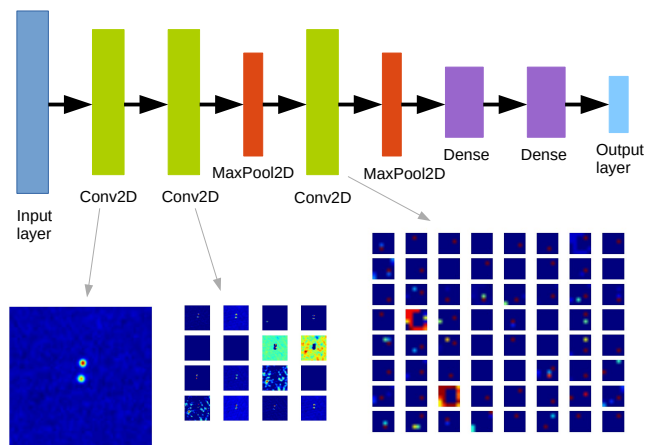 Input
layer
Conv2D
Conv2D
MaxPool2D
Conv2D
MaxPool2D
Dense
Dense
Output
layer